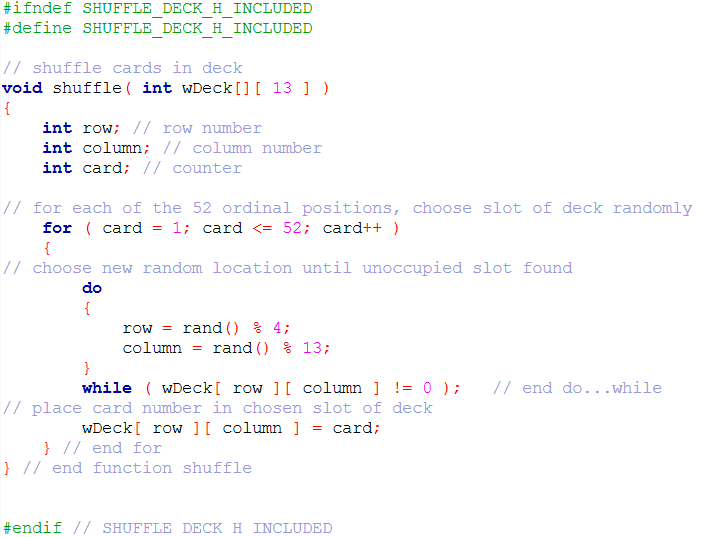 #ifndef SHUFFLE_DECK_H_INCLUDED
#define SHUFFLE_DECK_H_INCLUDED
// shuffle cards in deck
void shuffle( int wDeck[][ 13 ] )
{
int row; // row number
int column; // column number
int card; // counter
// for each of the 52 ordinal positions, choose slot of deck randomly
for ( card = 1; card <= 52; card++ )
{
// choose new random location until unoccupied slot found
do
{
row = rand() % 4;
column = rand() % 13;
}
while ( wDeck[ row ][ column ] != 0 ); // end do...while
// place card number in chosen slot of deck
wDeck[ row ][ column ] = card;
} // end for
} // end function shuffle
#endif // SHUFFLE_DECK_H_INCLUDED